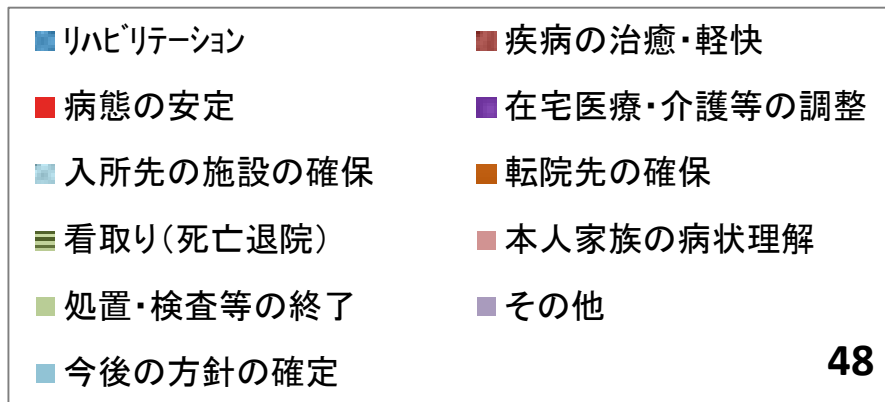 ﾘﾊﾋﾞﾘﾃｰｼｮﾝ
疾病の治癒・軽快
病態の安定
在宅医療・介護等の調整
入所先の施設の確保
転院先の確保
看取り（死亡退院）
本人家族の病状理解
処置・検査等の終了
その他
今後の方針の確定
48